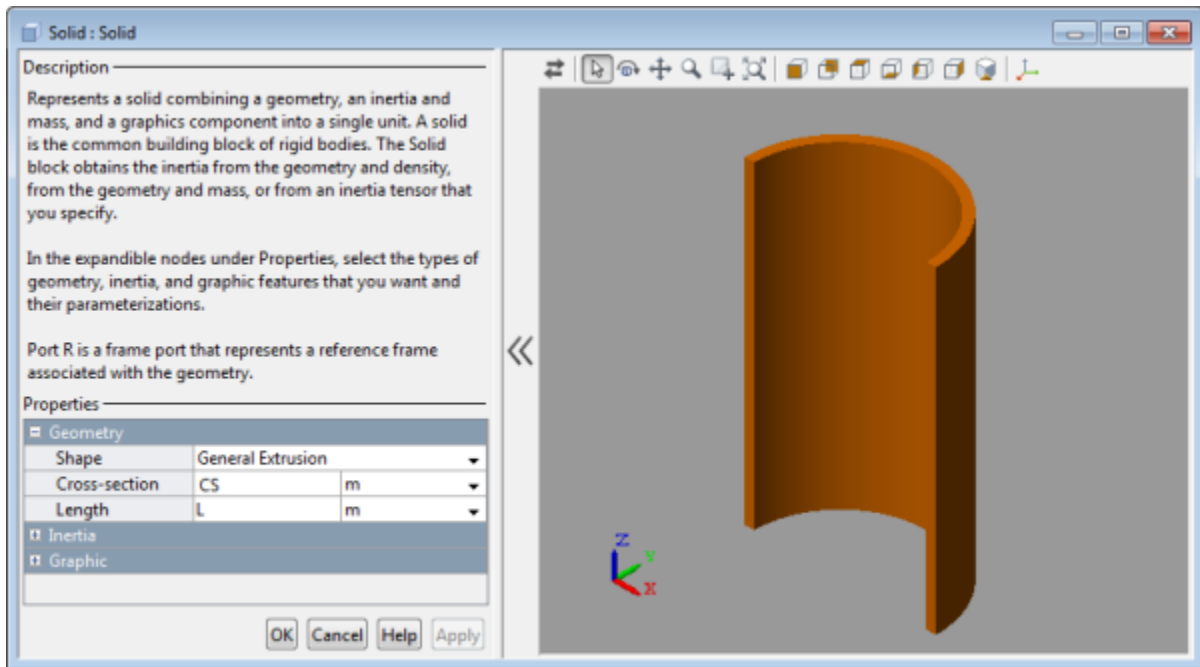 Solid : Solid
Description
Represents a solid combining a geometry, an inertia and
mass, and a graphics component into a single unit. A solid
is the common building block of rigid bodies. The Solid
block obtains the inertia from the geometry and density,
from the geometry and mass, or from an inertia tensor that
you specify.
In the expandible nodes under Properties, select the types of
geometry, inertia, and graphic features that you want and
their parameterizations.
Port R is a frame port that represents a reference frame
associated with the geometry.
Properties
Geometry
Shape General Extrusion
Cross-section CS m
Length L m
Inertia
Graphic
OK Cancel Help Apply
Z
Y
X